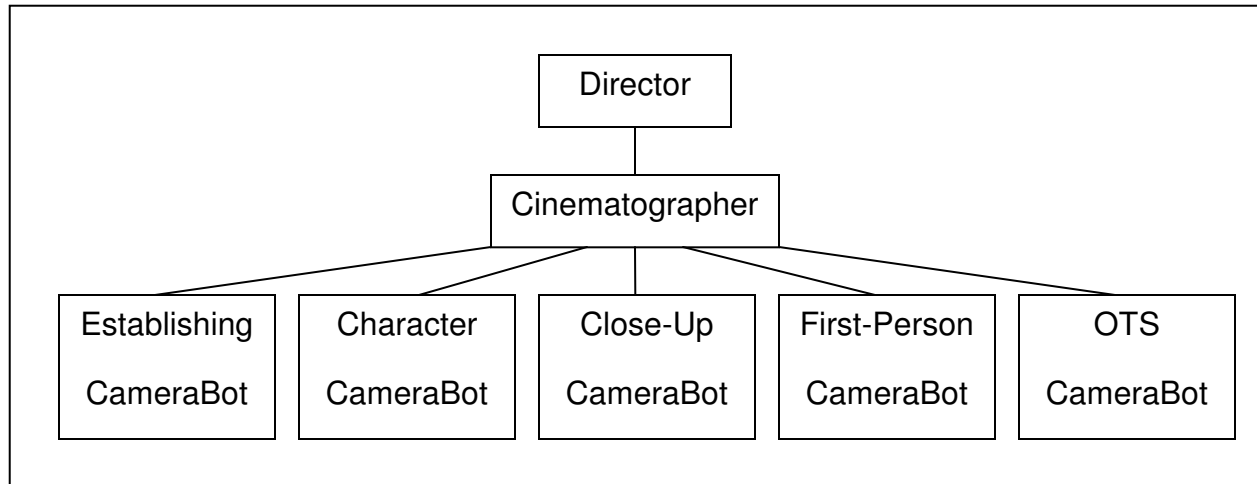 Director
Cinematographer
Establishing
CameraBot
Character
CameraBot
Close-Up
CameraBot
First-Person
CameraBot
OTS
CameraBot